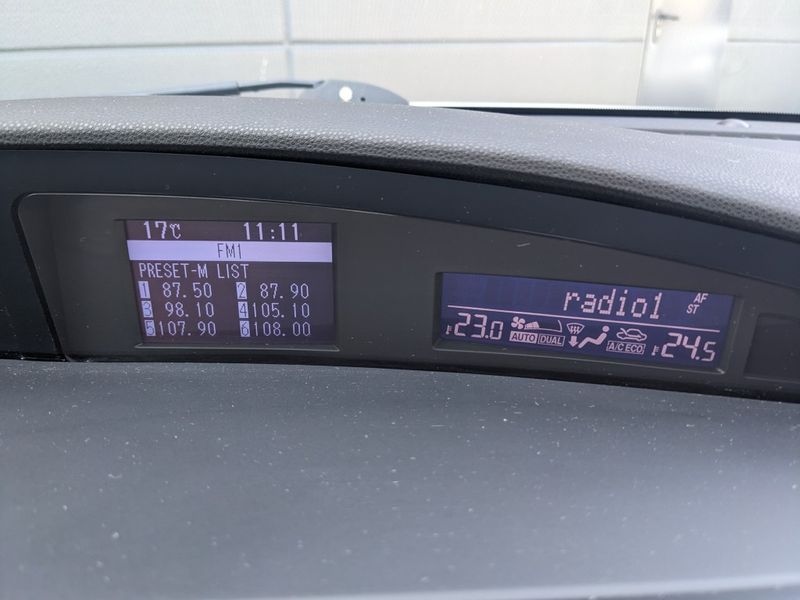 17℃ 11:11
FM1
PRESET-M LIST
1 87.50 2 87.90
3 98.10 4 105.10
5 107.90 6 108.00
radio1 AF
ST
23.0 AUTO DUAL A/C ECO 24.5